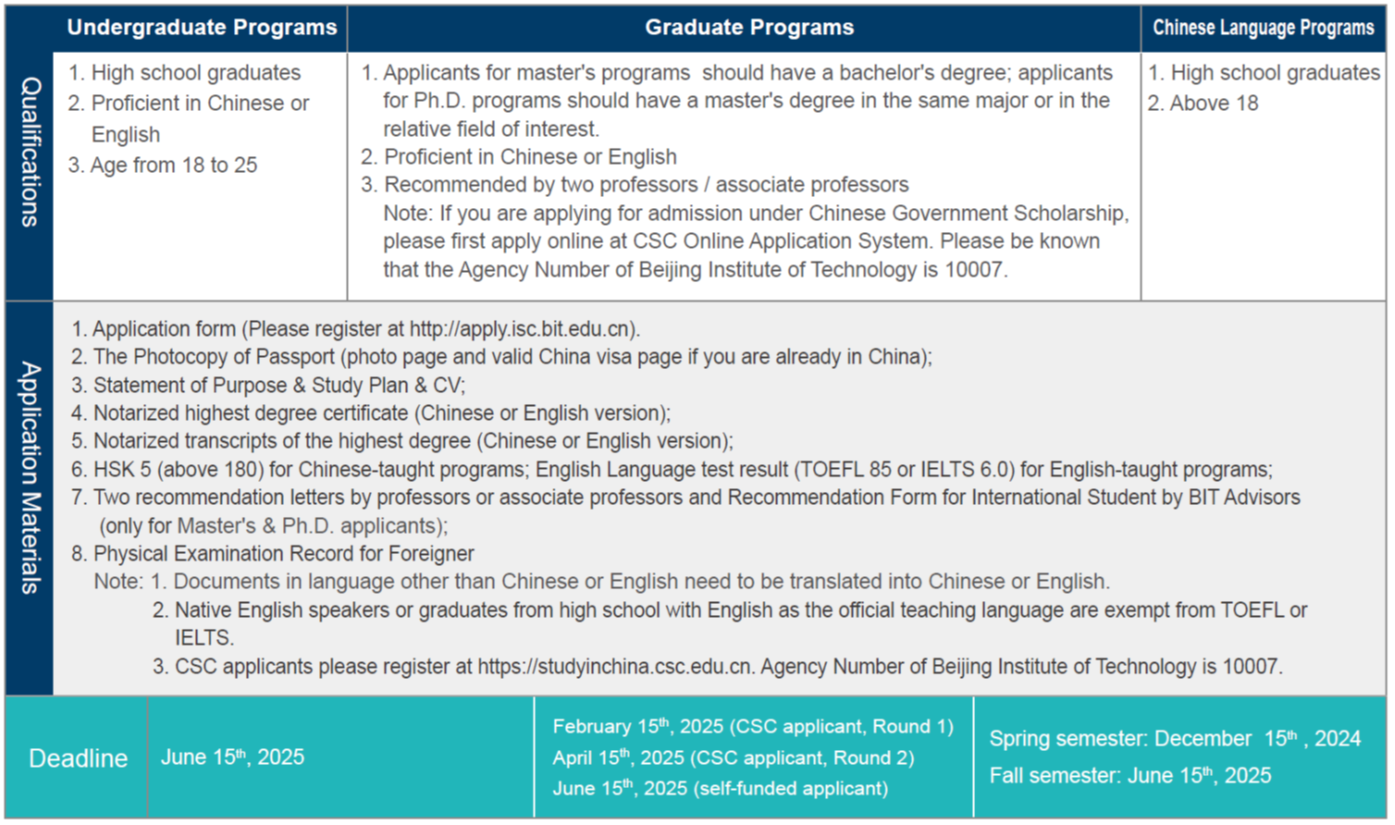 Undergraduate Programs
Graduate Programs
Chinese Language Programs
Qualifications
1. High school graduates
2. Proficient in Chinese or
English
3. Age from 18 to 25
1. Applicants for master's programs should have a bachelor's degree; applicants
for Ph.D. programs should have a master's degree in the same major or in the
relative field of interest.
2. Proficient in Chinese or English
3. Recommended by two professors / associate professors
Note: If you are applying for admission under Chinese Government Scholarship,
please first apply online at CSC Online Application System. Please be known
that the Agency Number of Beijing Institute of Technology is 10007.
1. High school graduates
2. Above 18
Application Materials
1. Application form (Please register at http://apply.isc.bit.edu.cn).
2. The Photocopy of Passport (photo page and valid China visa page if you are already in China);
3. Statement of Purpose & Study Plan & CV;
4. Notarized highest degree certificate (Chinese or English version);
5. Notarized transcripts of the highest degree (Chinese or English version);
6. HSK 5 (above 180) for Chinese-taught programs; English Language test result (TOEFL 85 or IELTS 6.0) for English-taught programs;
7. Two recommendation letters by professors or associate professors and Recommendation Form for International Student by BIT Advisors
(only for Master's & Ph.D. applicants);
8. Physical Examination Record for Foreigner
Note: 1. Documents in language other than Chinese or English need to be translated into Chinese or English.
2. Native English speakers or graduates from high school with English as the official teaching language are exempt from TOEFL or
IELTS.
3. CSC applicants please register at https://studyinchina.csc.edu.cn. Agency Number of Beijing Institute of Technology is 10007.
Deadline
June 15th, 2025
February 15th, 2025 (CSC applicant, Round 1)
April 15th, 2025 (CSC applicant, Round 2)
June 15th, 2025 (self-funded applicant)
Spring semester: December 15th , 2024
Fall semester: June 15th, 2025